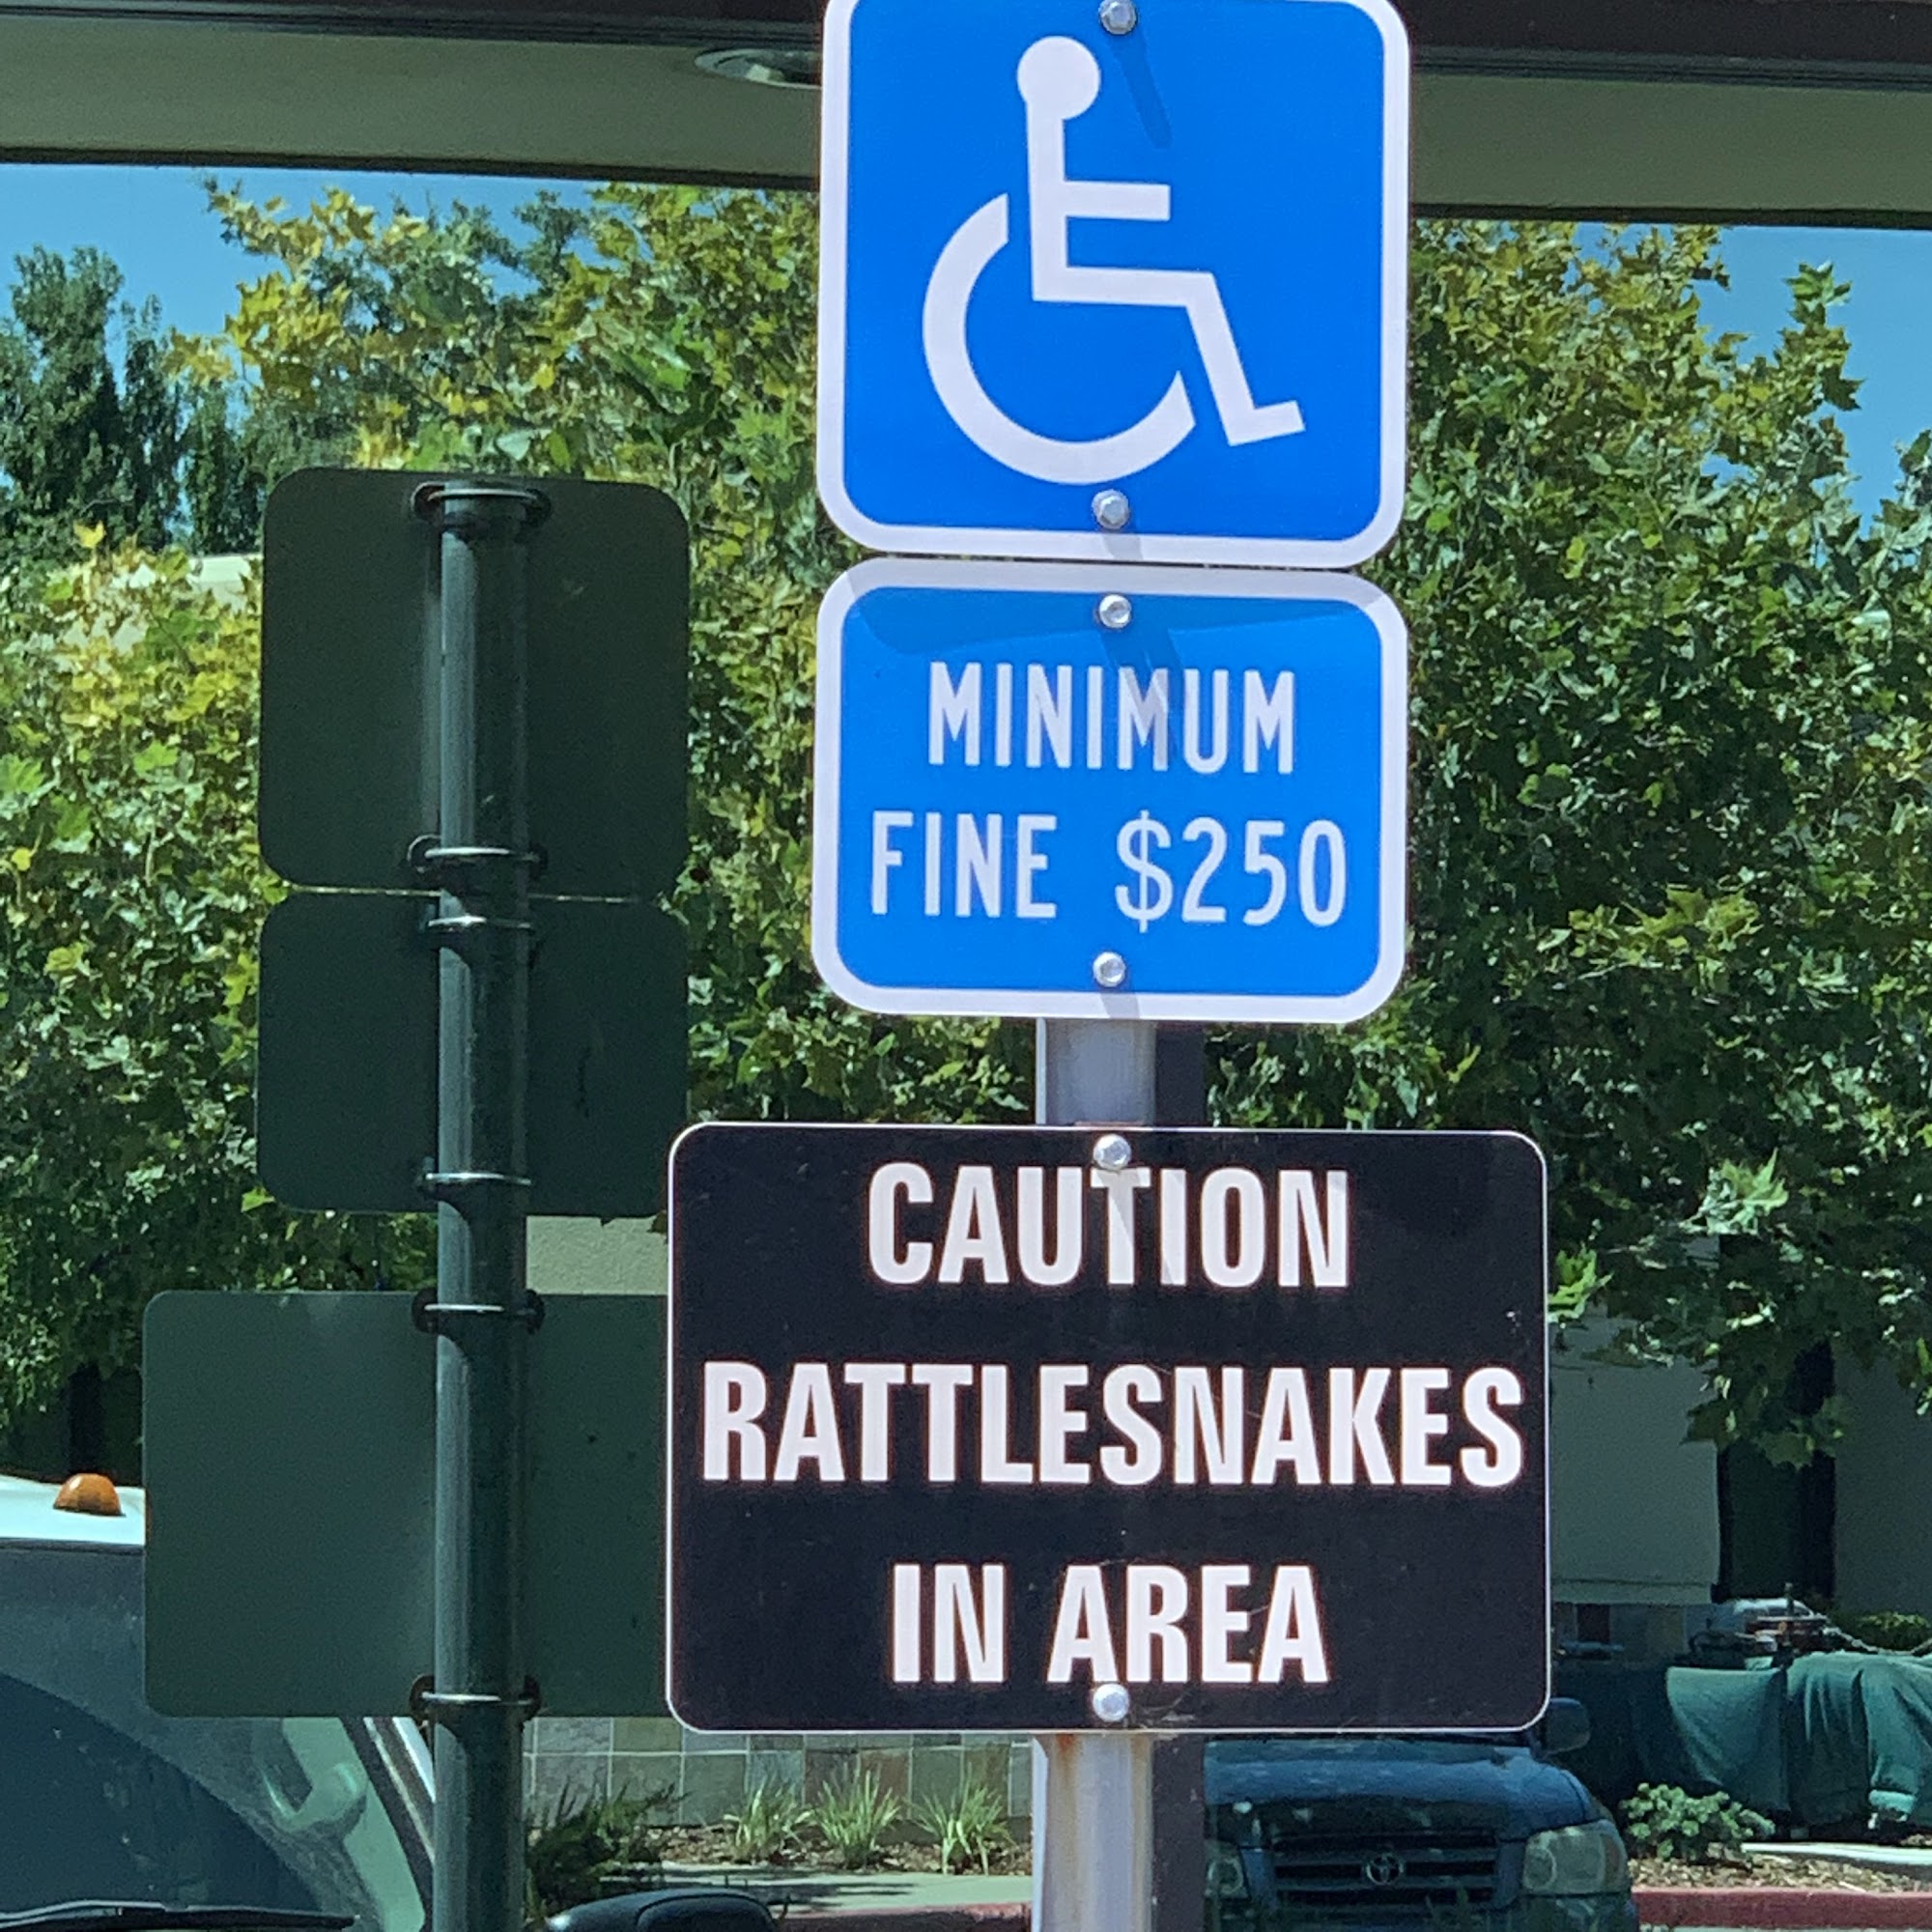 MINIMUM
FINE $250
CAUTION
RATTLESNAKES
IN AREA